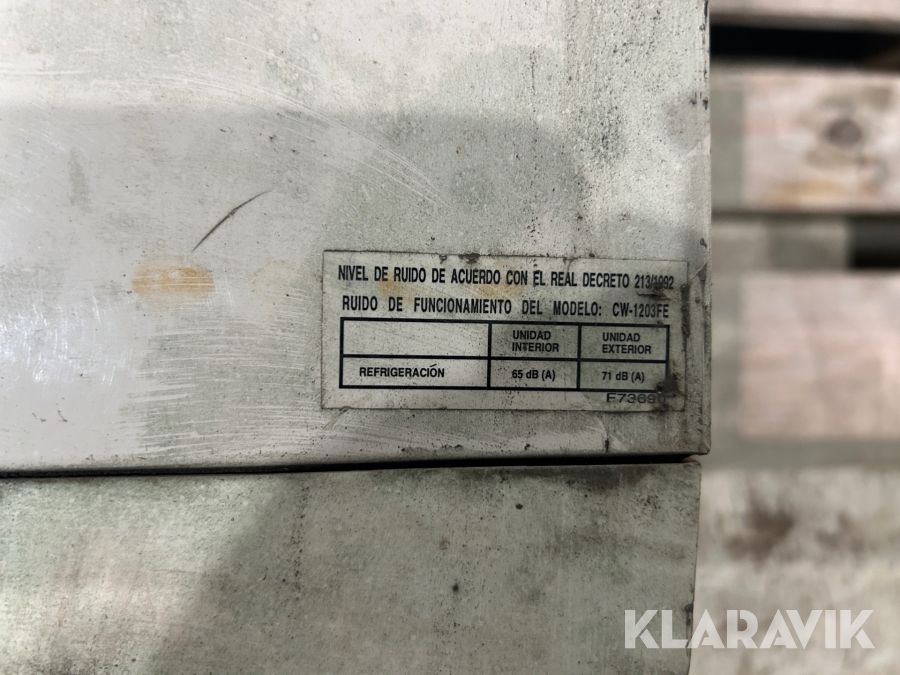 NIVEL DE RUIDO DE ACUERDO CON EL REAL DECRETO 213/1992
RUIDO DE FUNCIONAMIENTO DEL MODELO: CW-1203FE
UNIDAD INTERIOR UNIDAD EXTERIOR
REFRIGERACIÓN 65 dB (A) 71 dB (A)
KLARAVIK